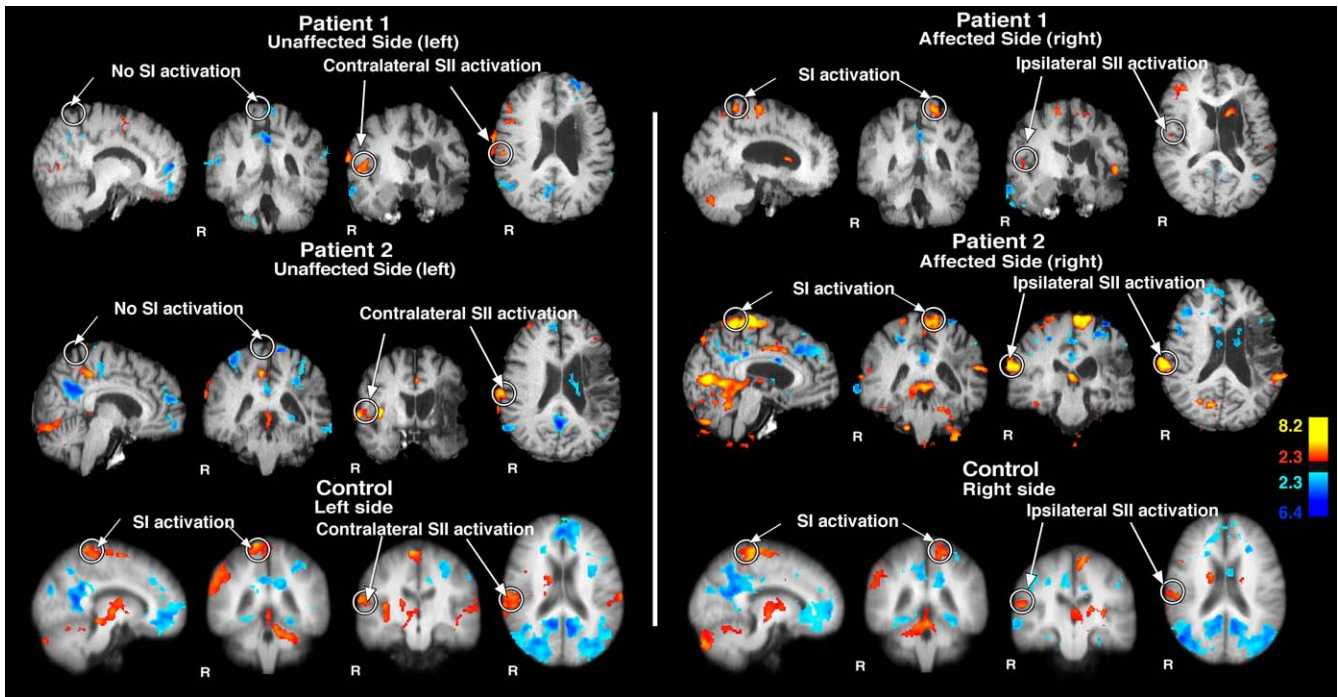 Patient 1
Unaffected Side (left)
No SI activation
Contralateral SII activation
R
R
R
Patient 2
Unaffected Side (left)
No SI activation
Contralateral SII activation
R
R
R
Control
Left side
SI activation
Contralateral SII activation
R
R
R
Patient 1
Affected Side (right)
SI activation
Ipsilateral SII activation
R
R
R
Patient 2
Affected Side (right)
SI activation
Ipsilateral SII activation
R
R
R
8.2
2.3
2.3
6.4
Control
Right side
SI activation
Ipsilateral SII activation
R
R
R